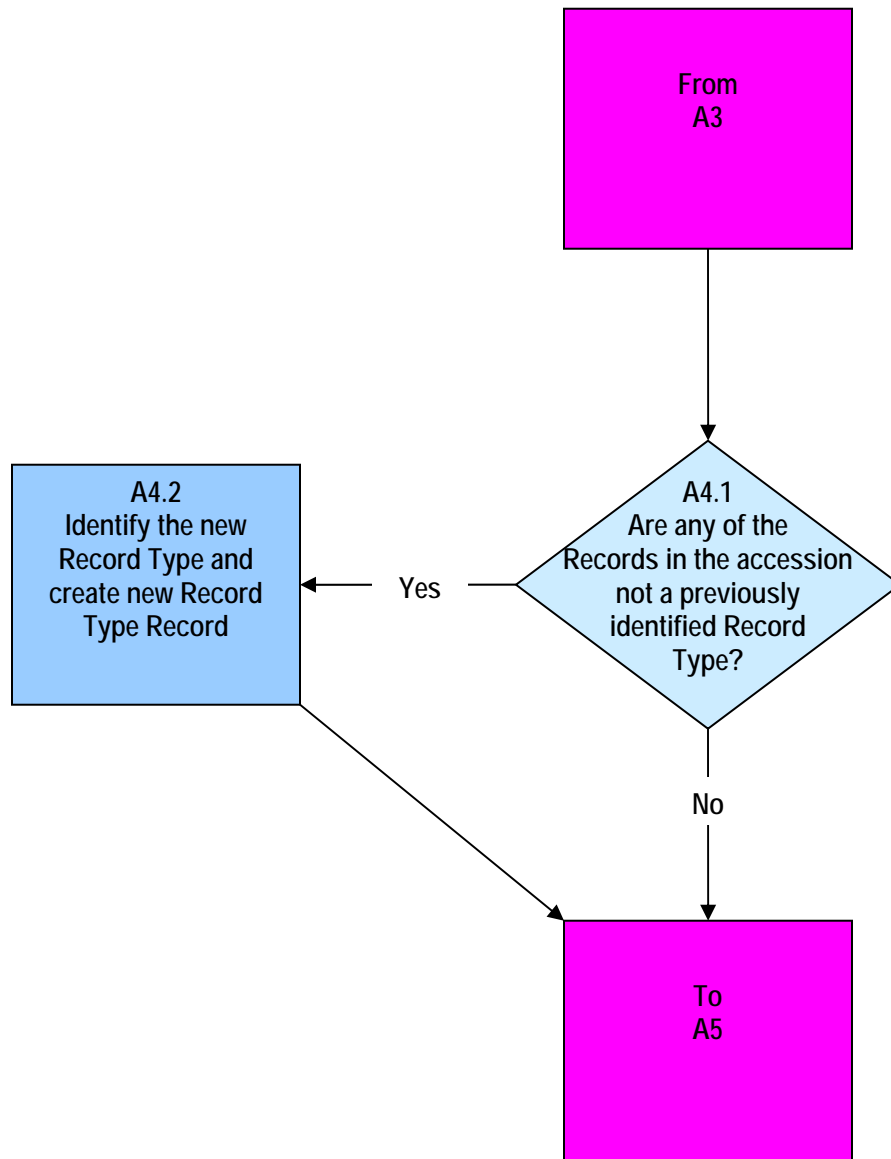 From
A3
A4.1
Are any of the
Records in the accession
not a previously
identified Record
Type?
A4.2
Identify the new
Record Type and
create new Record
Type Record
Yes
No
To
A5